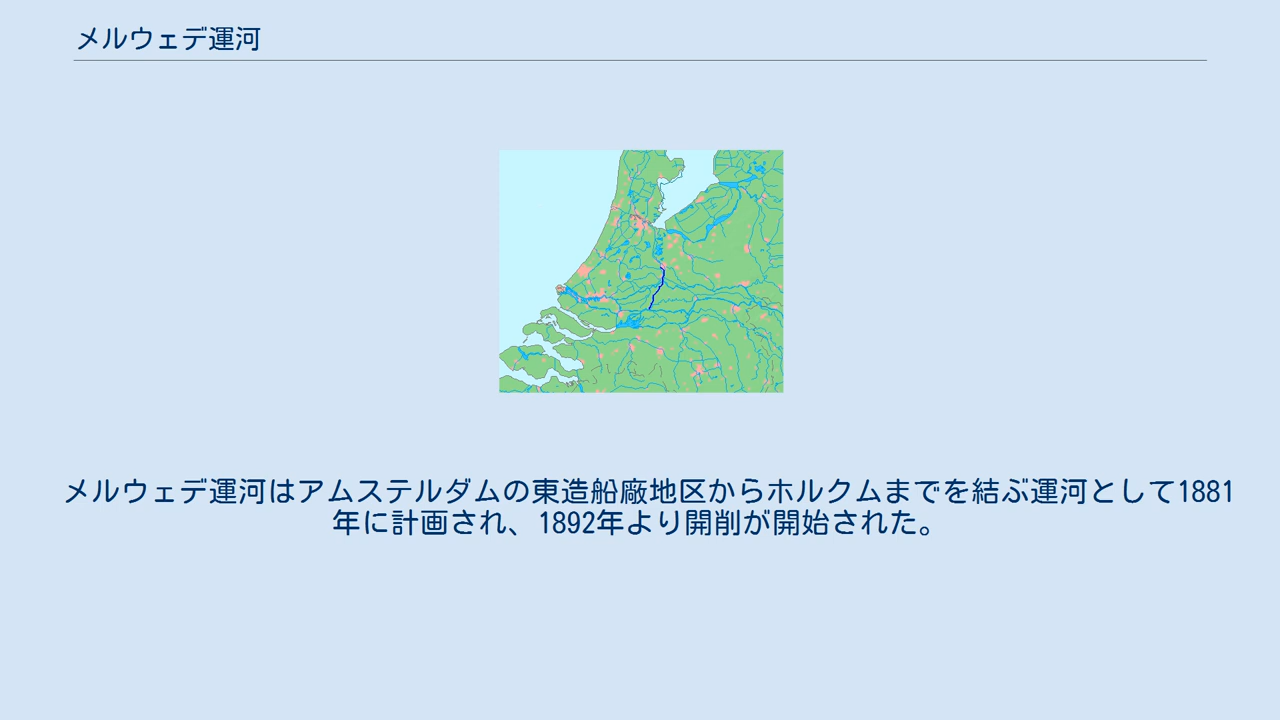 メルウェデ運河
メルウェデ運河はアムステルダムの東造船廠地区からホルクムまでを結ぶ運河として1881
年に計画され、1892年より開削が開始された。